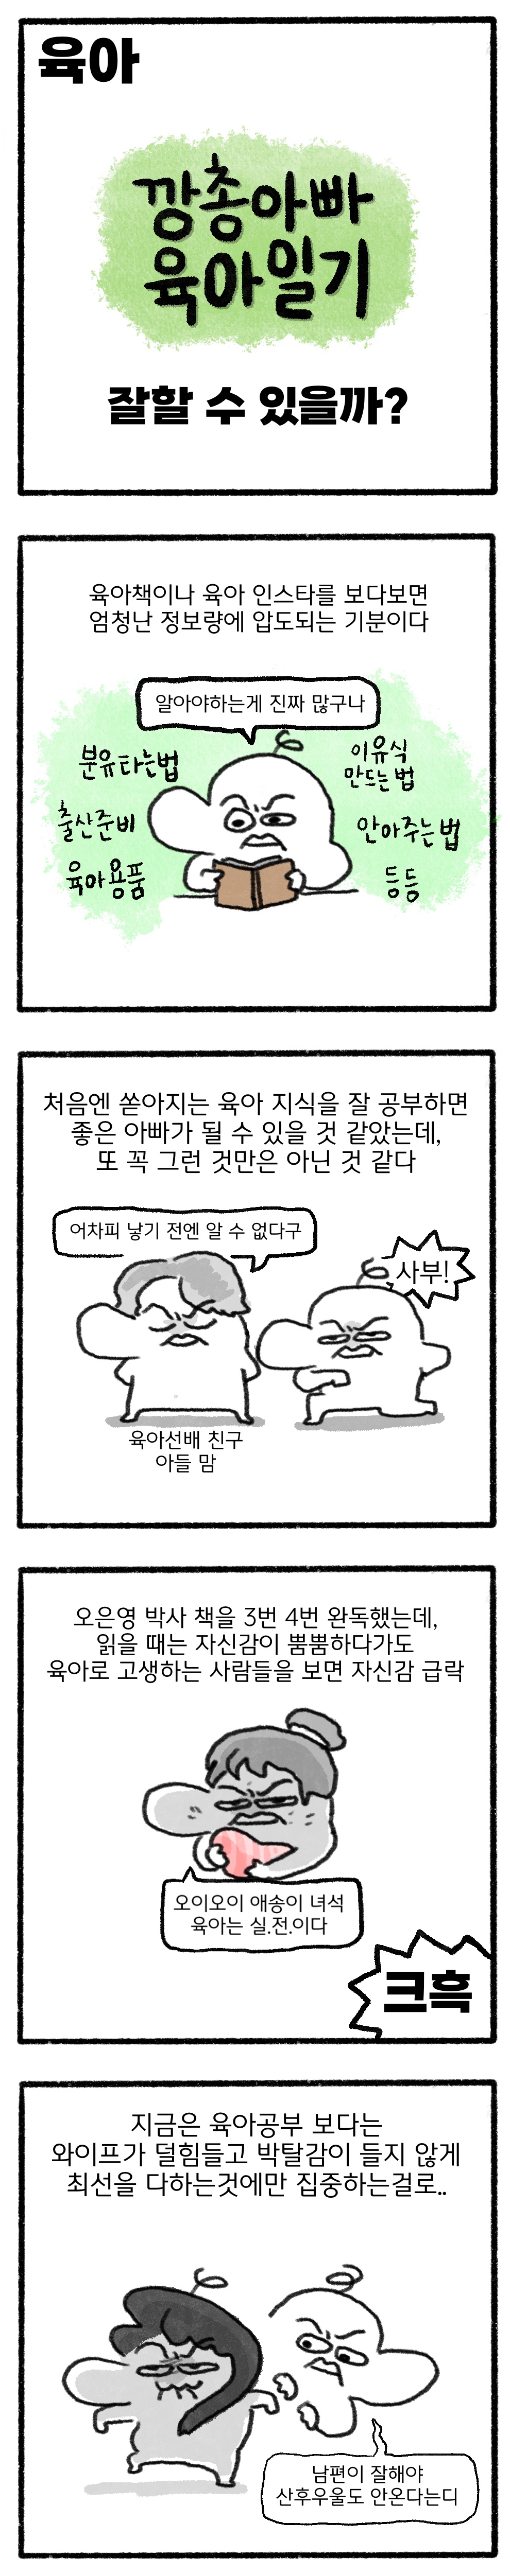 육아
깡총아빠
육아일기
잘할 수 있을까?
육아책이나 육아 인스타를 보다보면
엄청난 정보량에 압도되는 기분이다
알아야하는게 진짜 많구나
분유타는법
출산준비
육아용품
이유식
만드는법
안아주는법
등등
처음엔 쏟아지는 육아 지식을 잘 공부하면
좋은 아빠가 될 수 있을 것 같았는데,
또 꼭 그런 것만은 아닌 것 같다
어차피 낳기 전엔 알 수 없다구
사부!
육아선배 친구
아들 맘
오은영 박사 책을 3번 4번 완독했는데,
읽을 때는 자신감이 뿜뿜하다가도
육아로 고생하는 사람들을 보면 자신감 급락
오이오이 애송이 녀석
육아는 실.전.이다
크흑
지금은 육아공부 보다는
와이프가 덜힘들고 박탈감이 들지 않게
최선을 다하는것에만 집중하는걸로..
남편이 잘해야
산후우울도 안온다는디